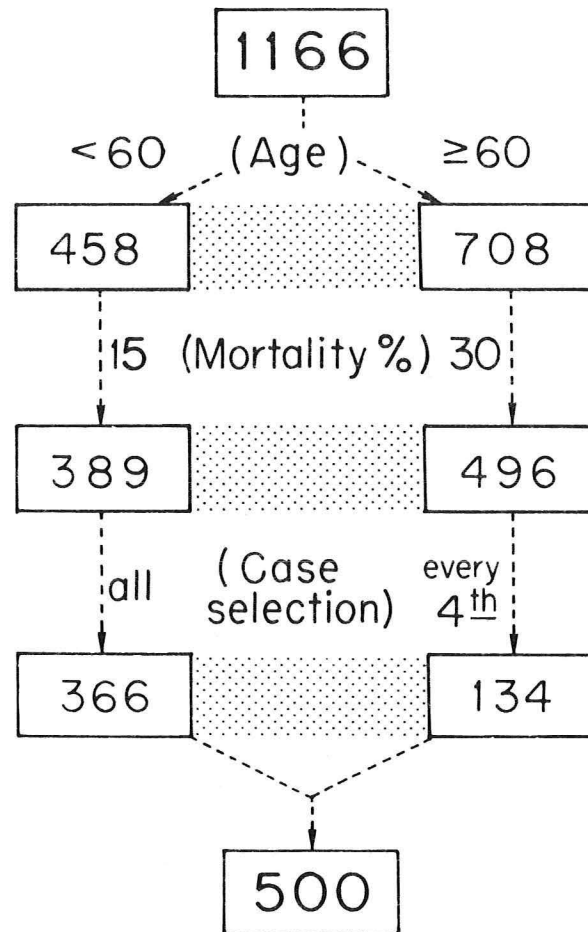 1166
<60 (Age) ≥60
458 708
15 (Mortality %) 30
389 496
all (Case every
selection) 4th
366 134
500